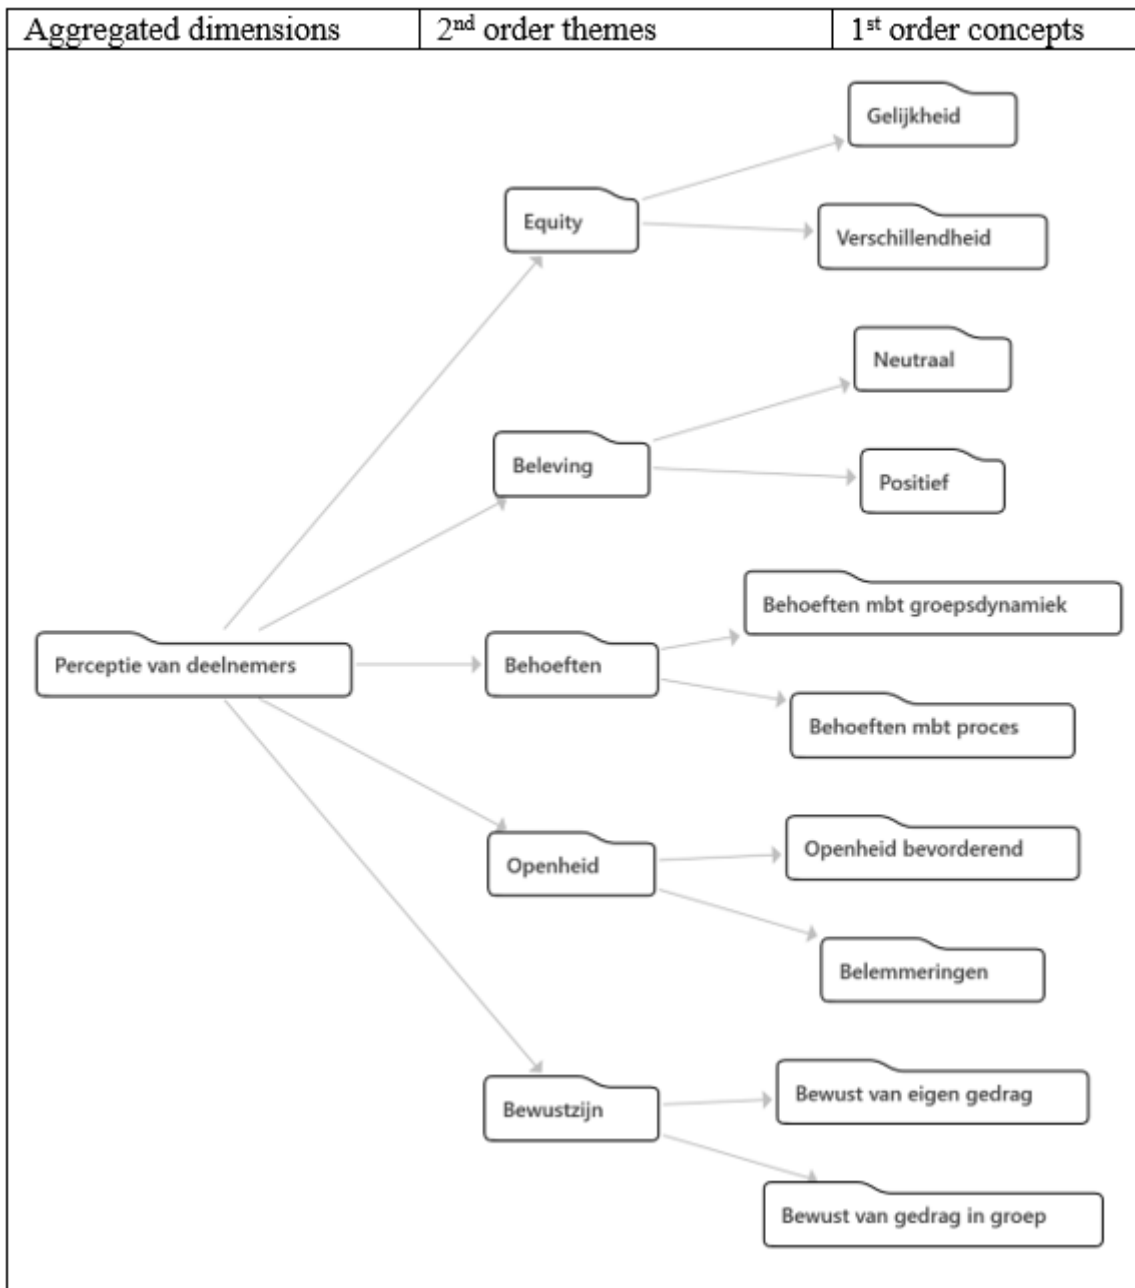 Aggregated dimensions
2nd order themes
1st order concepts
Gelijkheid
Equity
Verschillendheid
Neutraal
Beleving
Positief
Behoeften mbt groepsdynamiek
Perceptie van deelnemers
Behoeften
Behoeften mbt proces
Openheid bevorderend
Openheid
Belemmeringen
Bewust van eigen gedrag
Bewustzijn
Bewust van gedrag in groep